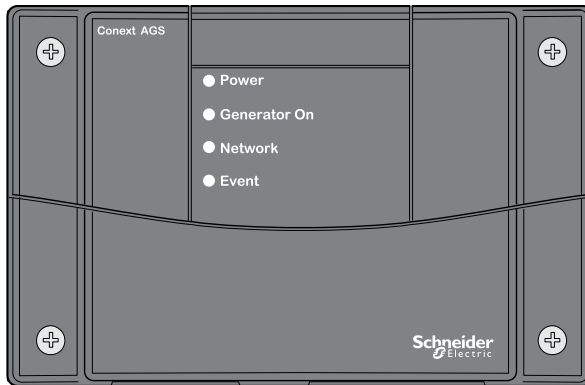 Conext AGS
Power
Generator On
Network
Event
Schneider
Electric